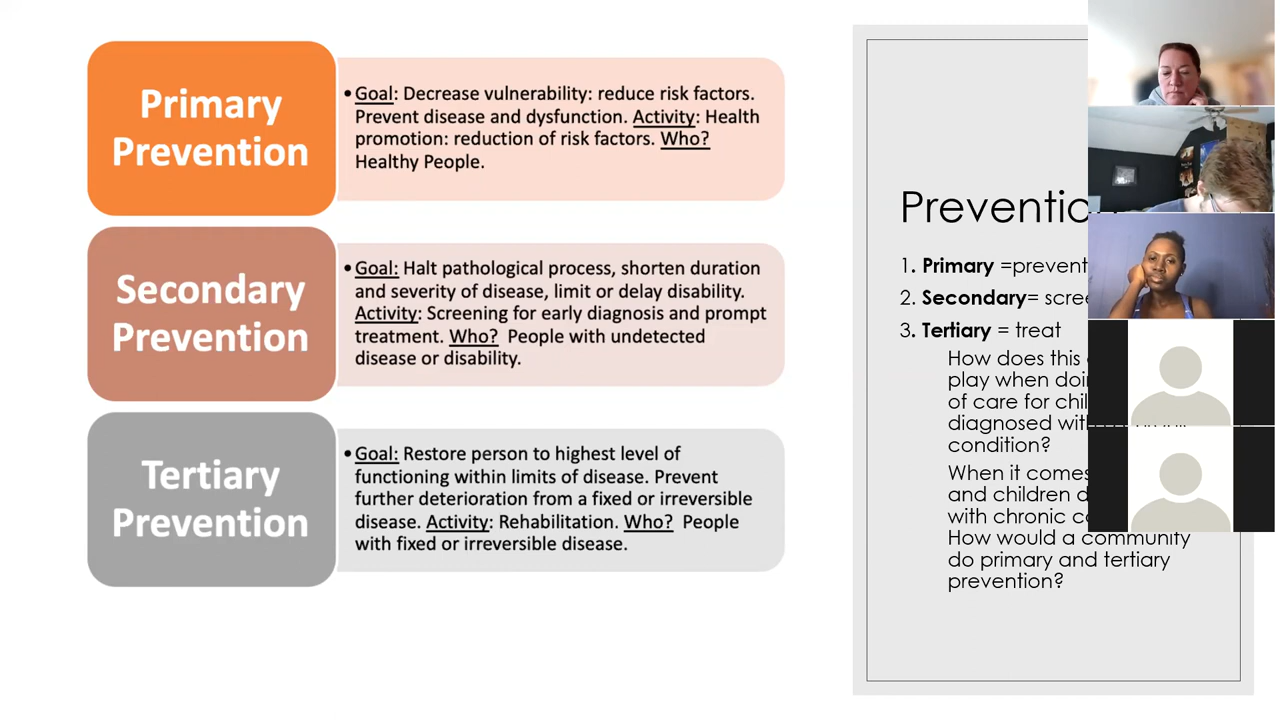 Primary
Prevention
• Goal: Decrease vulnerability: reduce risk factors.
Prevent disease and dysfunction. Activity: Health
promotion: reduction of risk factors. Who?
Healthy People.
Secondary
Prevention
• Goal: Halt pathological process, shorten duration
and severity of disease, limit or delay disability.
Activity: Screening for early diagnosis and prompt
treatment. Who? People with undetected
disease or disability.
Tertiary
Prevention
• Goal: Restore person to highest level of
functioning within limits of disease. Prevent
further deterioration from a fixed or irreversible
disease. Activity: Rehabilitation. Who? People
with fixed or irreversible disease.
1. Primary
2. Secondary=
3. Tertiary = treat
How does this
play when
of care for
diagnosed
condition?
When it comes
and children
with chronic
How would a community
do primary and tertiary
prevention?